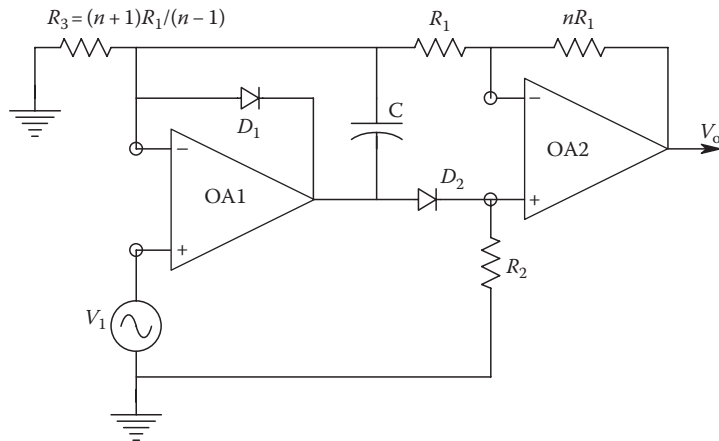 R₃ = (n + 1)R₁/(n − 1)
R₁
nR₁
D₁
C
OA1
D₂
OA2
Vₒ
R₂
V₁
−
+
−
+